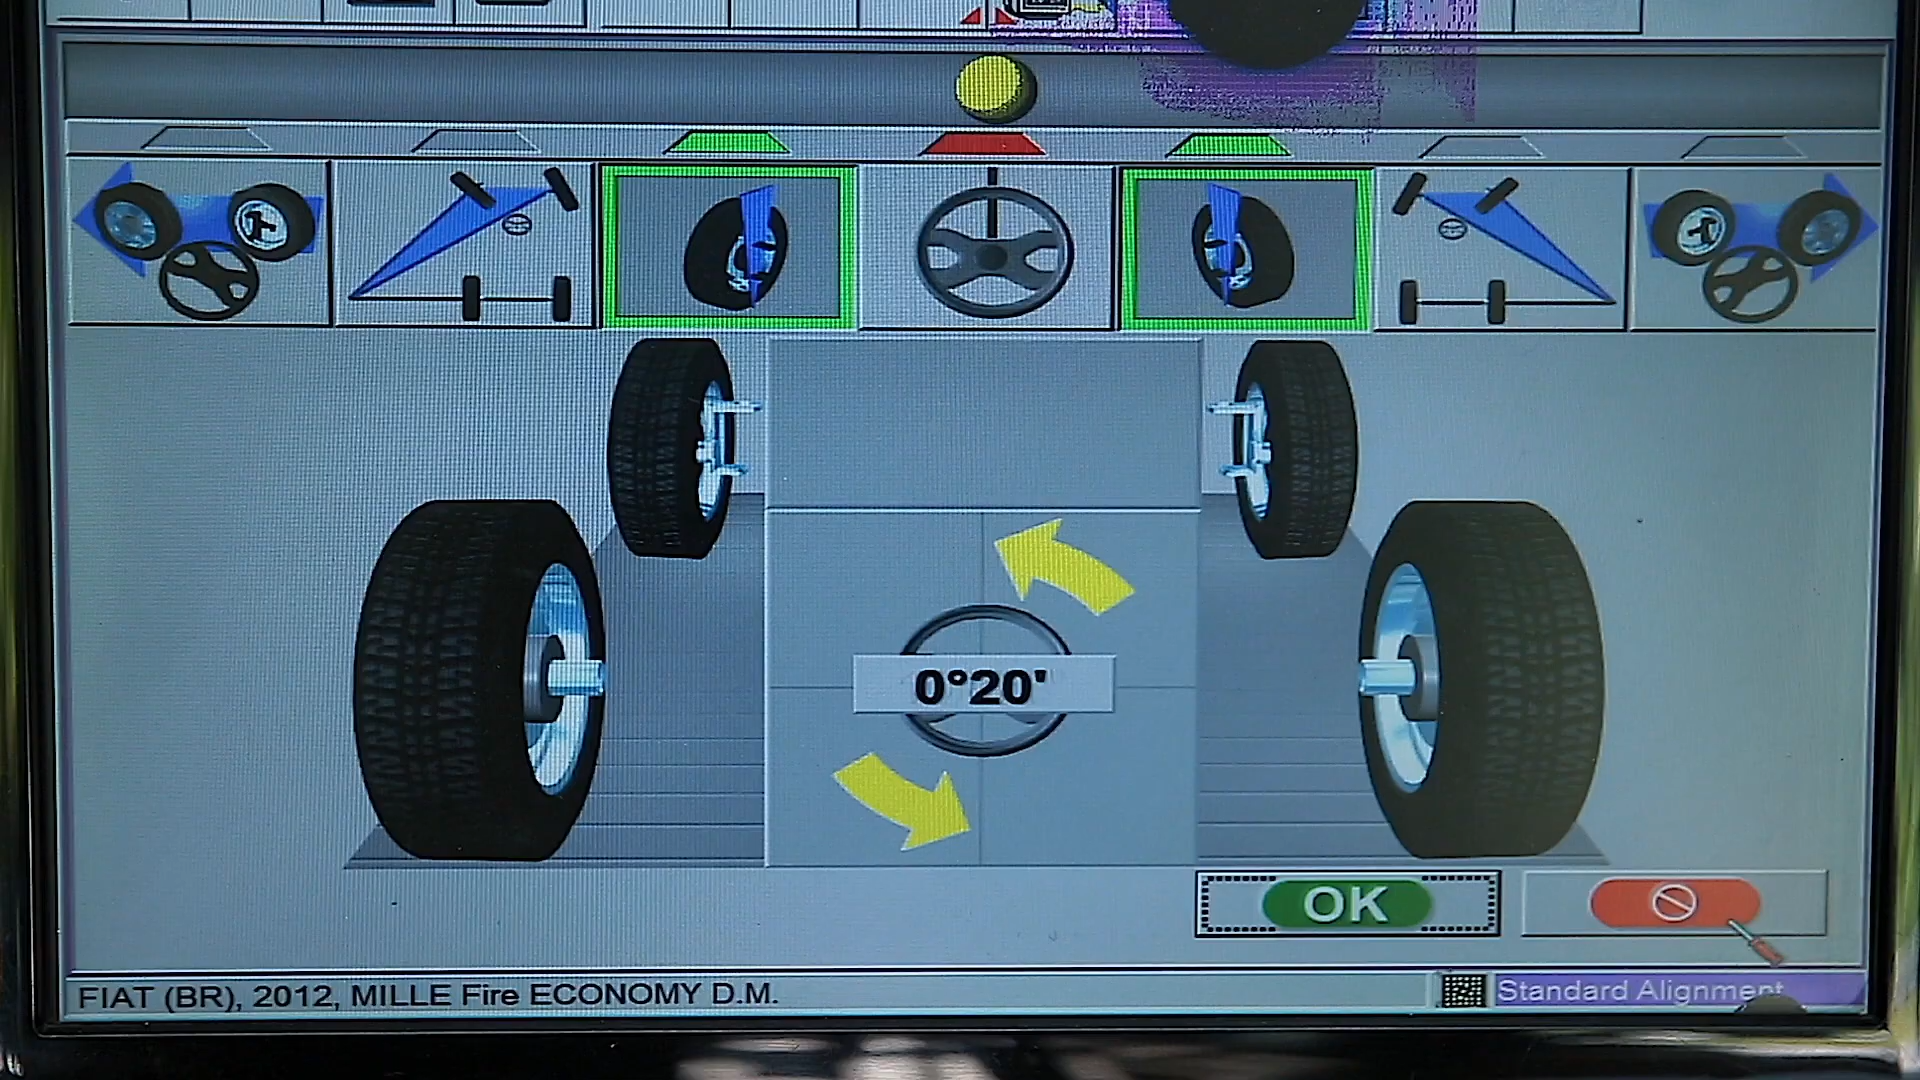 0°20'
OK
FIAT (BR), 2012, MILLE Fire ECONOMY D.M.
Standard Alignment